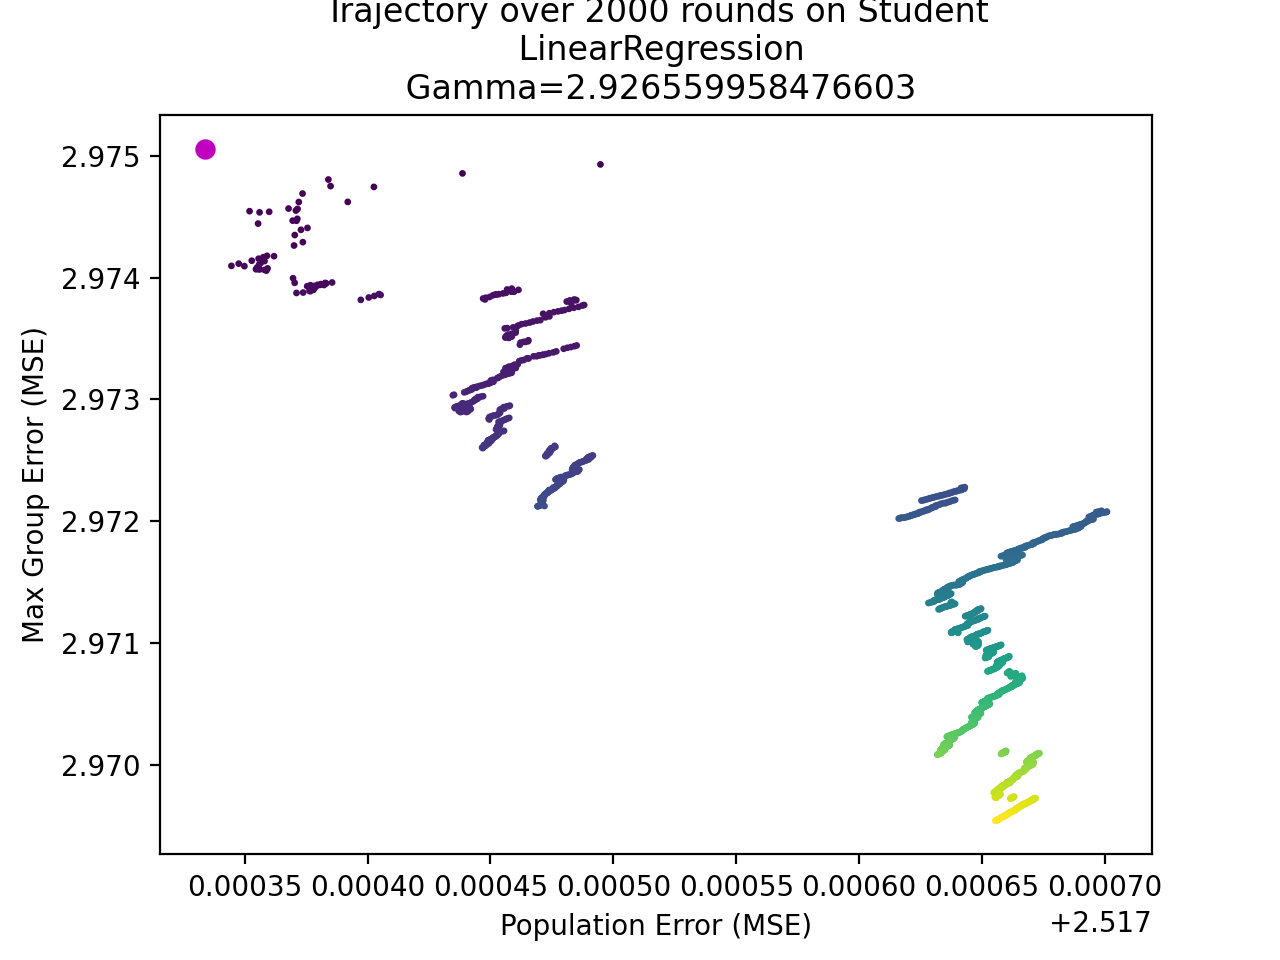 Trajectory over 2000 rounds on Student
LinearRegression
Gamma=2.926559958476603
Max Group Error (MSE)
2.975
2.974
2.973
2.972
2.971
2.970
0.00035 0.00040 0.00045 0.00050 0.00055 0.00060 0.00065 0.00070
Population Error (MSE)
+2.517